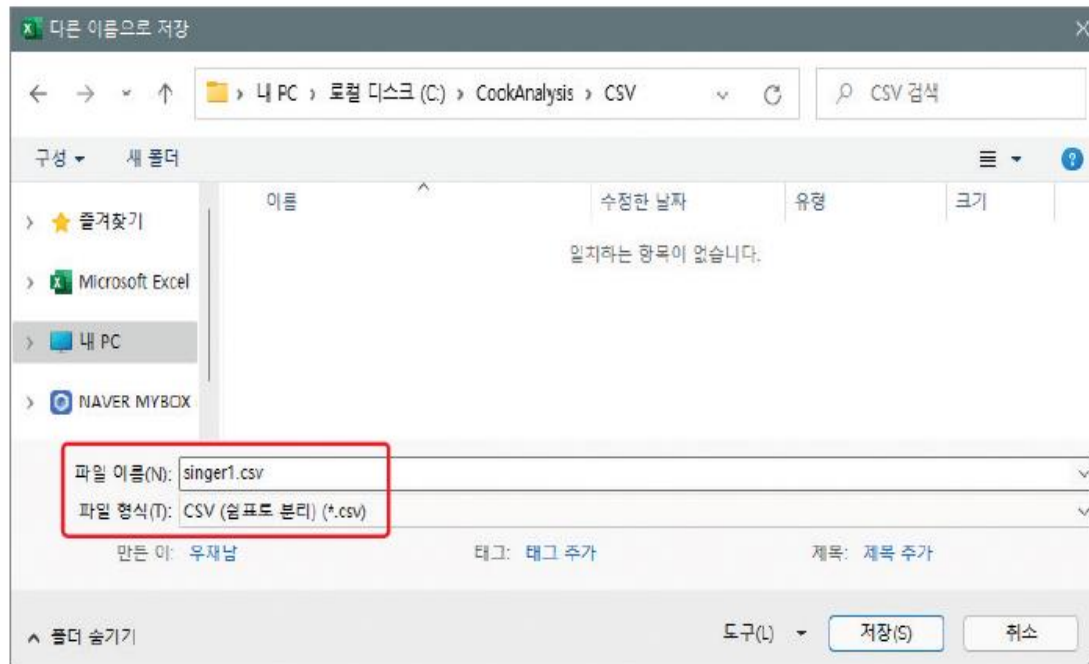 다른 이름으로 저장
내 PC › 로컬 디스크 (C:) › CookAnalysis › CSV
CSV 검색
구성 새 폴더
이름 수정한 날짜 유형 크기
즐겨찾기
일치하는 항목이 없습니다.
Microsoft Excel
내 PC
NAVER MYBOX
파일 이름(N): singer1.csv
파일 형식(T): CSV (쉼표로 분리) (*.csv)
만든 이: 우재남 태그: 태그 추가 제목: 제목 추가
폴더 숨기기 도구(L) 저장(S) 취소